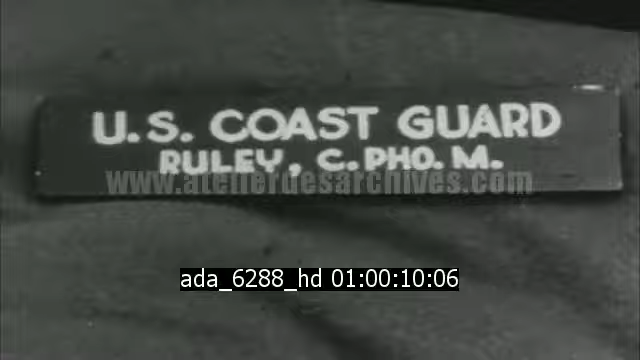 U.S. COAST GUARD
RULEY, C. PHO. M.
www.atelierdesarchives.com
ada_6288_hd 01:00:10:06